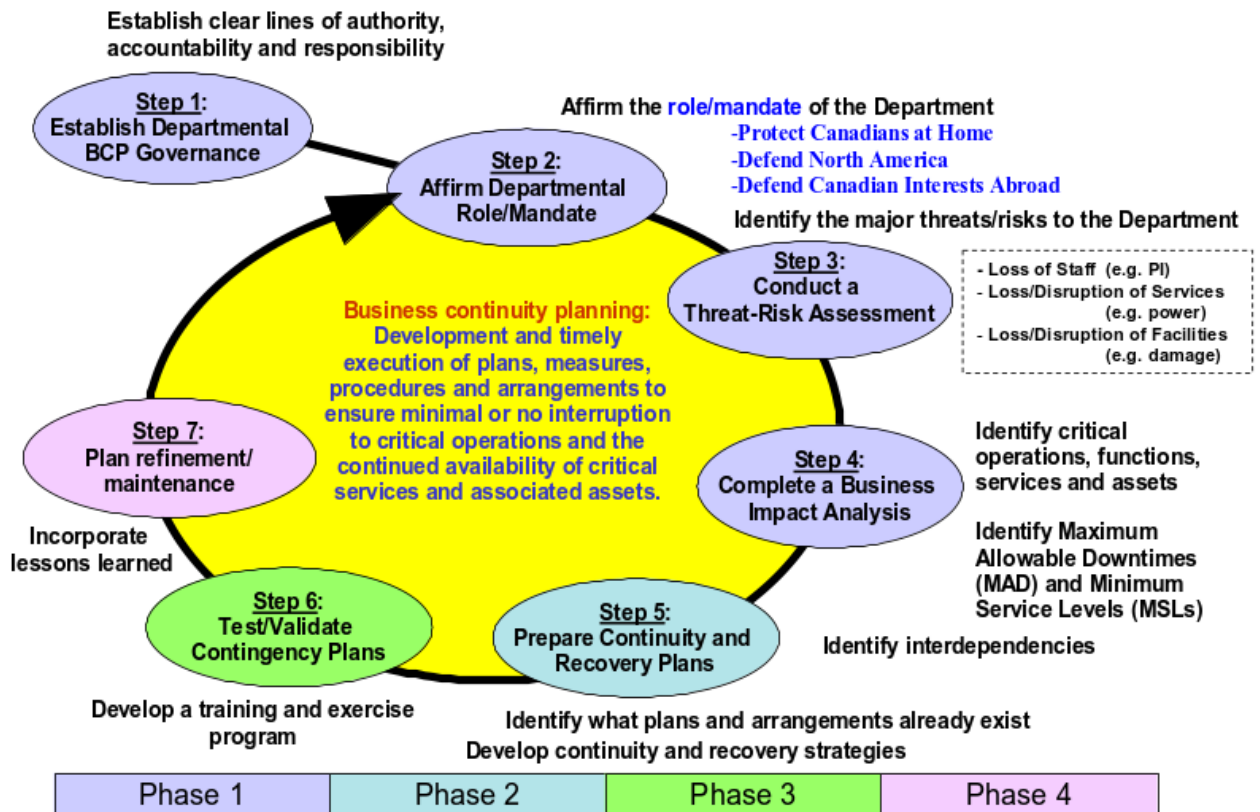 Establish clear lines of authority,
accountability and responsibility
Step 1:
Establish Departmental
BCP Governance
Affirm the role/mandate of the Department
-Protect Canadians at Home
-Defend North America
-Defend Canadian Interests Abroad
Step 2:
Affirm Departmental
Role/Mandate
Identify the major threats/risks to the Department
Step 3:
Conduct a
Threat-Risk Assessment
- Loss of Staff (e.g. PI)
- Loss/Disruption of Services
(e.g. power)
- Loss/Disruption of Facilities
(e.g. damage)
Business continuity planning:
Development and timely
execution of plans, measures,
procedures and arrangements to
ensure minimal or no interruption
to critical operations and the
continued availability of critical
services and associated assets.
Step 4:
Complete a Business
Impact Analysis
Identify critical
operations, functions,
services and assets
Identify Maximum
Allowable Downtimes
(MAD) and Minimum
Service Levels (MSLs)
Identify interdependencies
Step 5:
Prepare Continuity and
Recovery Plans
Identify what plans and arrangements already exist
Develop continuity and recovery strategies
Step 6:
Test/Validate
Contingency Plans
Develop a training and exercise
program
Step 7:
Plan refinement/
maintenance
Incorporate
lessons learned
Phase 1
Phase 2
Phase 3
Phase 4